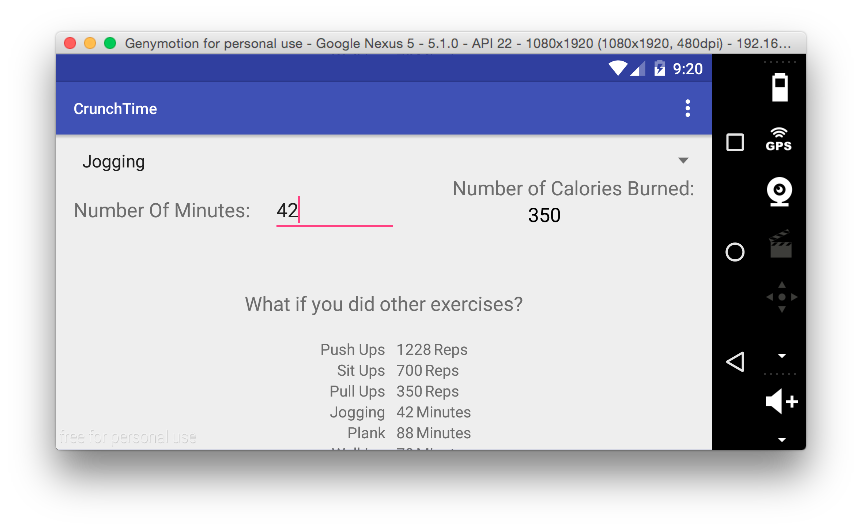 Genymotion for personal use - Google Nexus 5 - 5.1.0 - API 22 - 1080x1920 (1080x1920, 480dpi) - 192.16...
9:20
CrunchTime
GPS
Jogging
Number of Calories Burned:
Number Of Minutes: 42
350
What if you did other exercises?
Push Ups 1228 Reps
Sit Ups 700 Reps
Pull Ups 350 Reps
Jogging 42 Minutes
Plank 88 Minutes
free for personal use